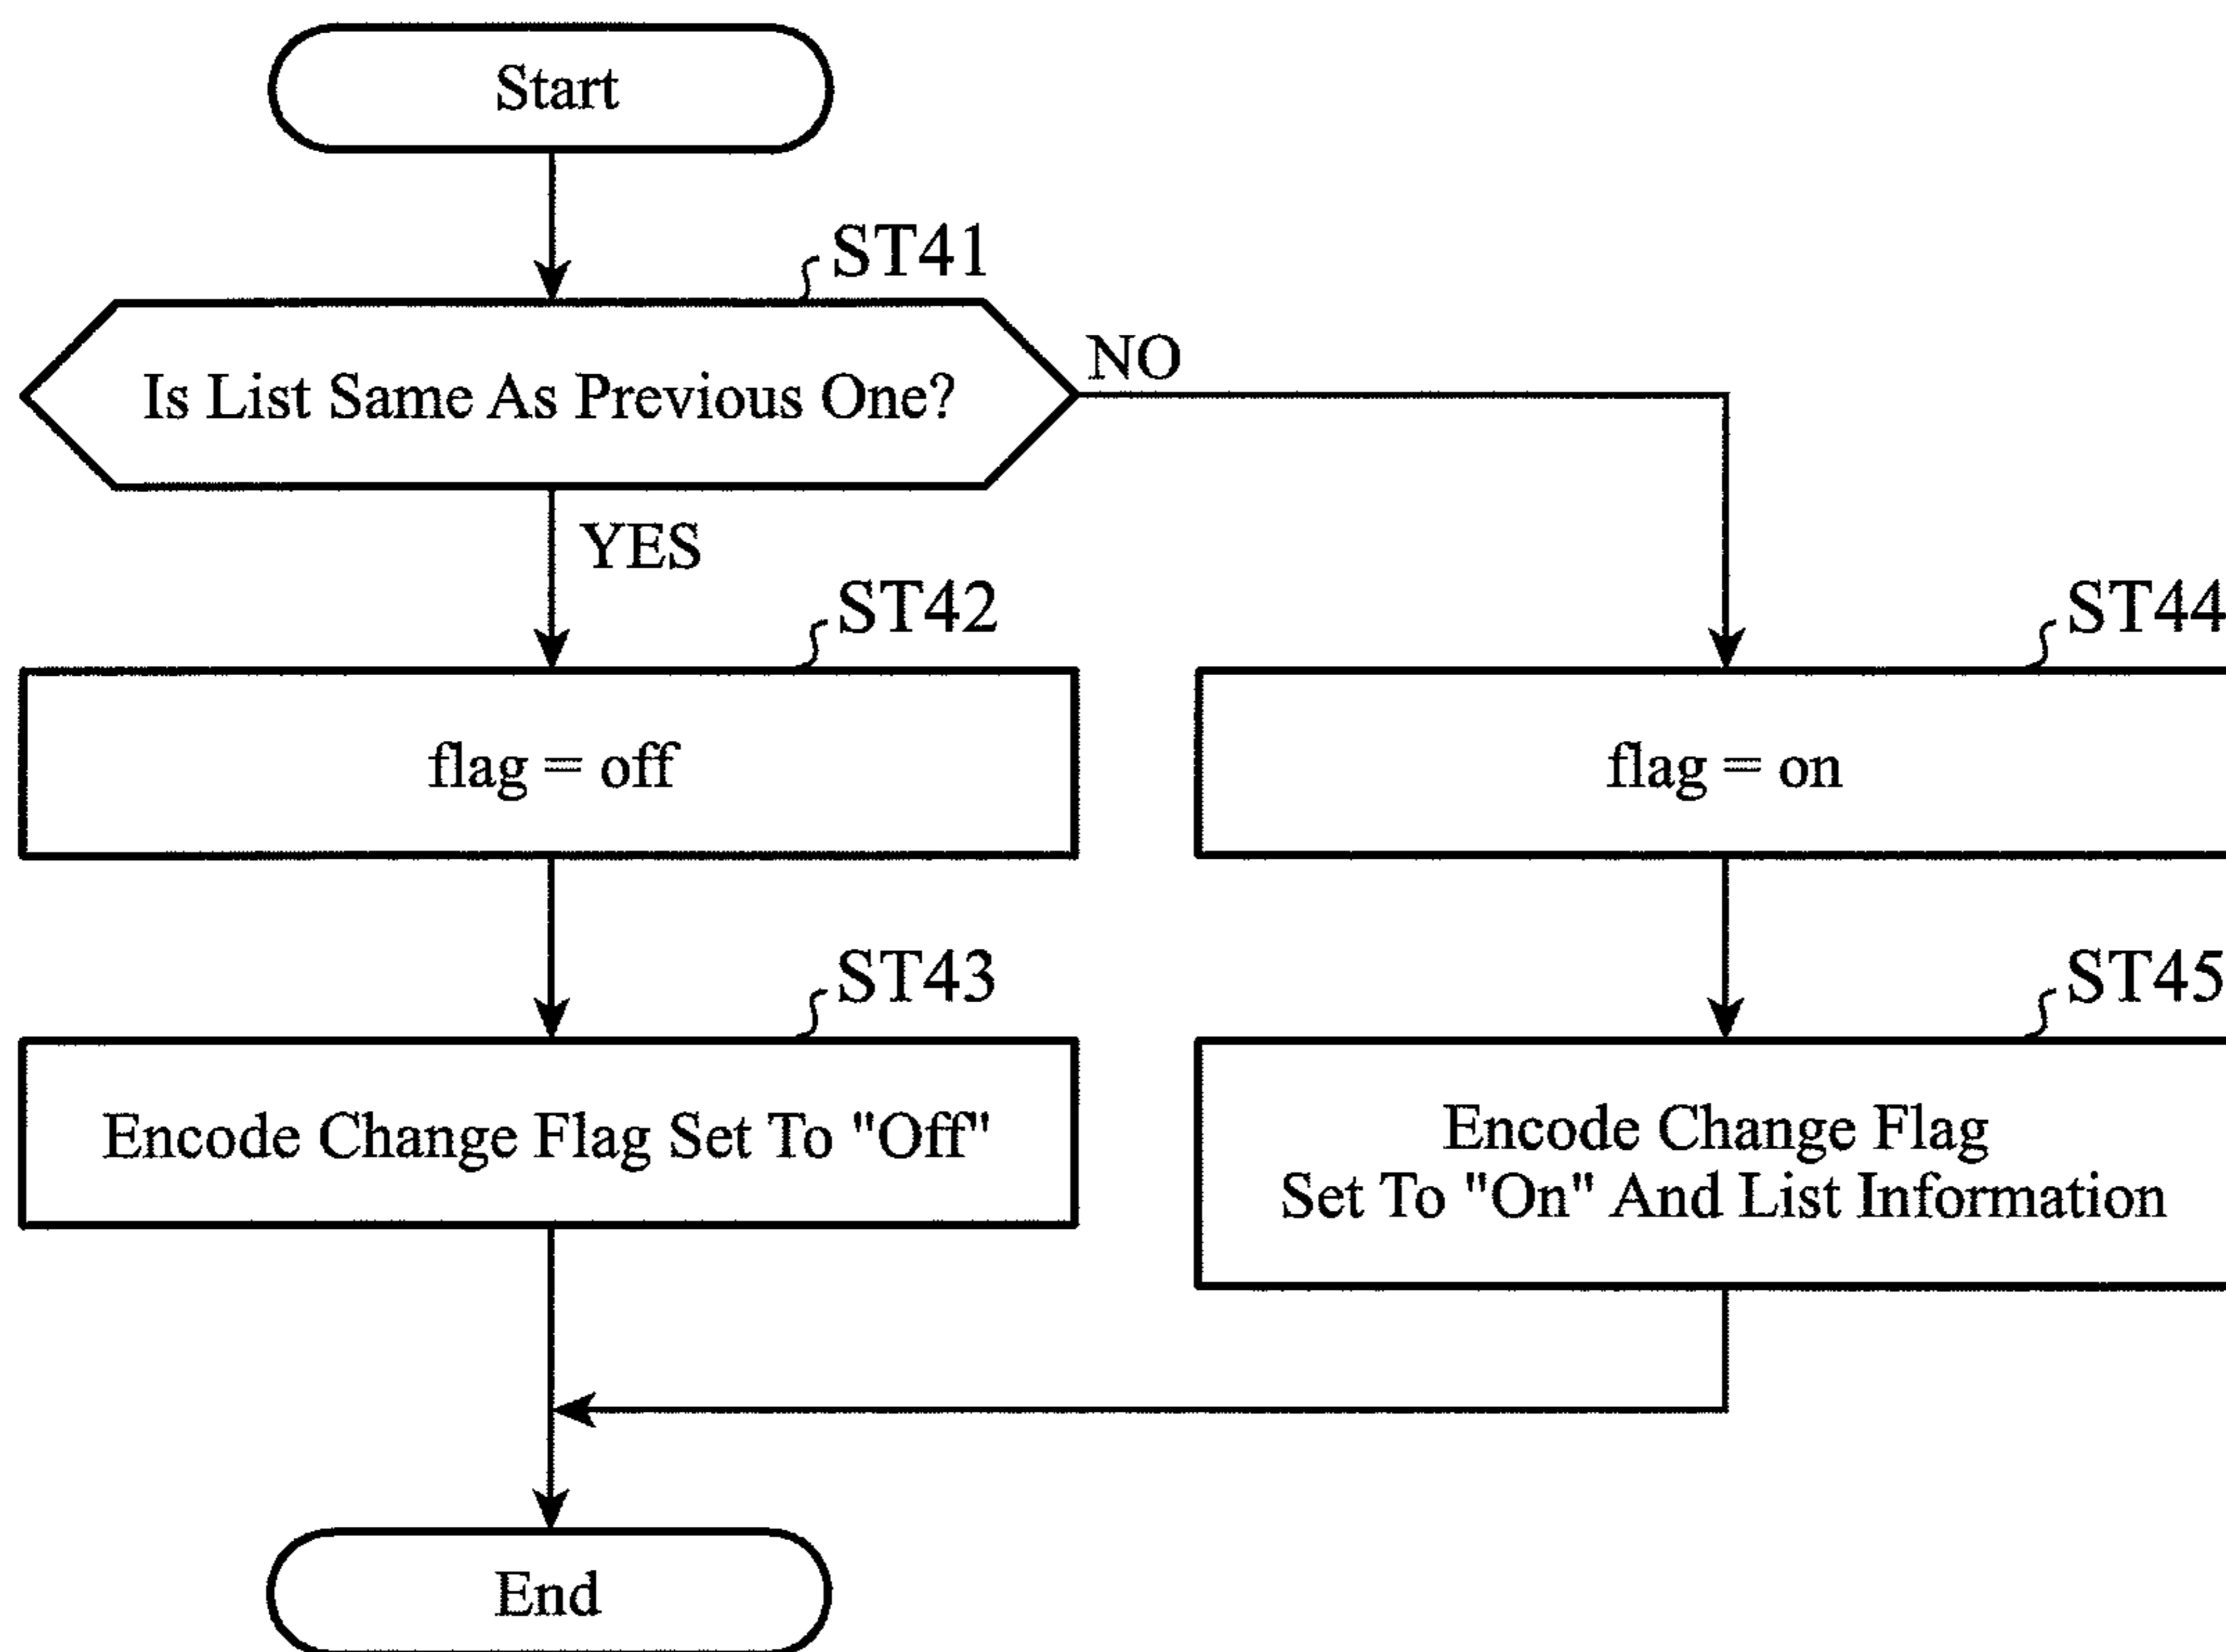 Start
ST41
Is List Same As Previous One?
NO
YES
ST42
ST44
flag = off
flag = on
ST43
ST45
Encode Change Flag Set To "Off"
Encode Change Flag
Set To "On" And List Information
End